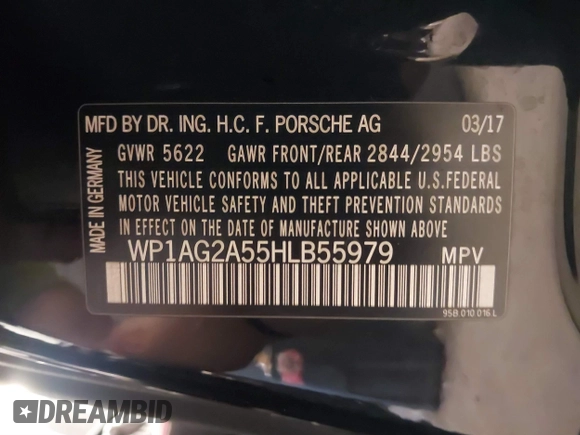 MFD BY DR. ING. H.C. F. PORSCHE AG 03/17
GVWR 5622 GAWR FRONT/REAR 2844/2954 LBS
THIS VEHICLE CONFORMS TO ALL APPLICABLE U.S.FEDERAL
MOTOR VEHICLE SAFETY AND THEFT PREVENTION STANDARDS
IN EFFECT ON THE DATE OF MANUFACTURE SHOWN ABOVE
WP1AG2A55HLB55979 MPV
95B.010.016 L
MADE IN GERMANY
DREAMBID